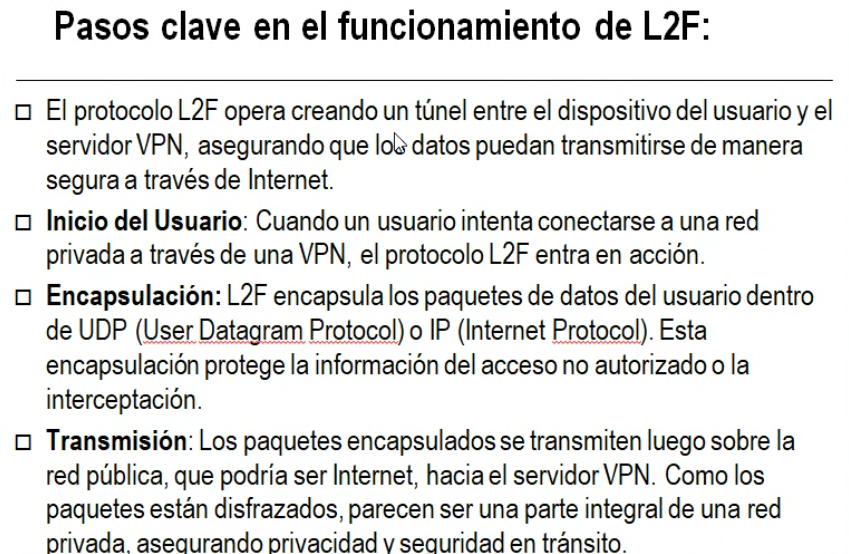 Pasos clave en el funcionamiento de L2F:
El protocolo L2F opera creando un túnel entre el dispositivo del usuario y el
servidor VPN, asegurando que los datos puedan transmitirse de manera
segura a través de Internet.
Inicio del Usuario: Cuando un usuario intenta conectarse a una red
privada a través de una VPN, el protocolo L2F entra en acción.
Encapsulación: L2F encapsula los paquetes de datos del usuario dentro
de UDP (User Datagram Protocol) o IP (Internet Protocol). Esta
encapsulación protege la información del acceso no autorizado o la
interceptación.
Transmisión: Los paquetes encapsulados se transmiten luego sobre la
red pública, que podría ser Internet, hacia el servidor VPN. Como los
paquetes están disfrazados, parecen ser una parte integral de una red
privada, asegurando privacidad y seguridad en tránsito.